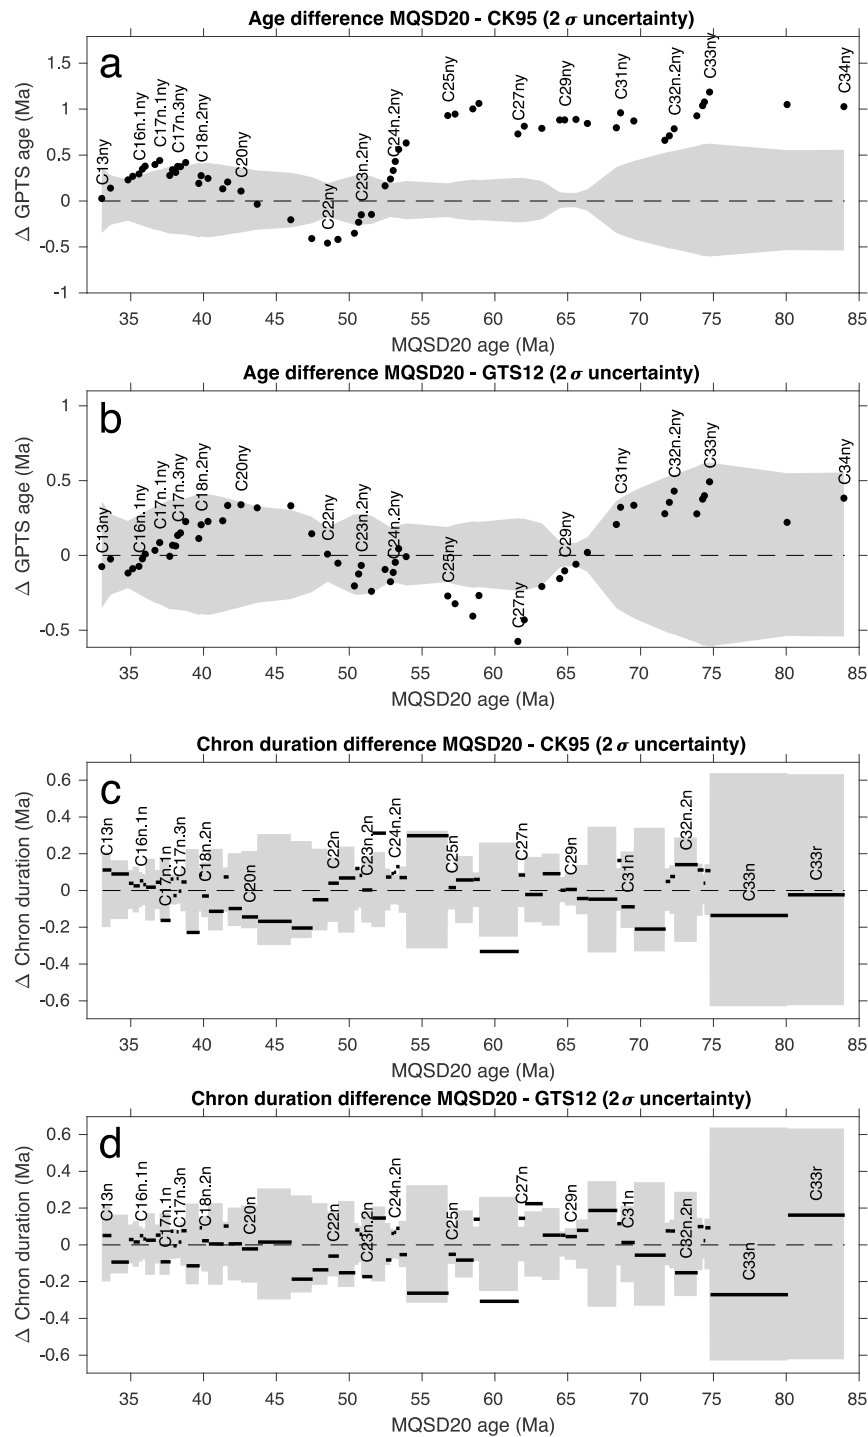 Age difference MQSD20 - CK95 (2 σ uncertainty)
a
Δ GPTS age (Ma)
1.5
1
0.5
0
-0.5
-1
C13ny
C16n.1ny
C17n.1ny
C17n.3ny
C18n.2ny
C20ny
C22ny
C23n.2ny
C24n.2ny
C25ny
C27ny
C29ny
C31ny
C32n.2ny
C33ny
C34ny
35 40 45 50 55 60 65 70 75 80 85
MQSD20 age (Ma)
Age difference MQSD20 - GTS12 (2 σ uncertainty)
b
Δ GPTS age (Ma)
1
0.5
0
-0.5
C13ny
C16n.1ny
C17n.1ny
C17n.3ny
C18n.2ny
C20ny
C22ny
C23n.2ny
C24n.2ny
C25ny
C27ny
C29ny
C31ny
C32n.2ny
C33ny
C34ny
35 40 45 50 55 60 65 70 75 80 85
MQSD20 age (Ma)
Chron duration difference MQSD20 - CK95 (2 σ uncertainty)
c
Δ Chron duration (Ma)
0.6
0.4
0.2
0
-0.2
-0.4
-0.6
C13n
C16n.1n
C17n.1n
C17n.3n
C18n.2n
C20n
C22n
C23n.2n
C24n.2n
C25n
C27n
C29n
C31n
C32n.2n
C33n
C33r
35 40 45 50 55 60 65 70 75 80 85
MQSD20 age (Ma)
Chron duration difference MQSD20 - GTS12 (2 σ uncertainty)
d
Δ Chron duration (Ma)
0.6
0.4
0.2
0
-0.2
-0.4
-0.6
C13n
C16n.1n
C17n.1n
C17n.3n
C18n.2n
C20n
C22n
C23n.2n
C24n.2n
C25n
C27n
C29n
C31n
C32n.2n
C33n
C33r
35 40 45 50 55 60 65 70 75 80 85
MQSD20 age (Ma)